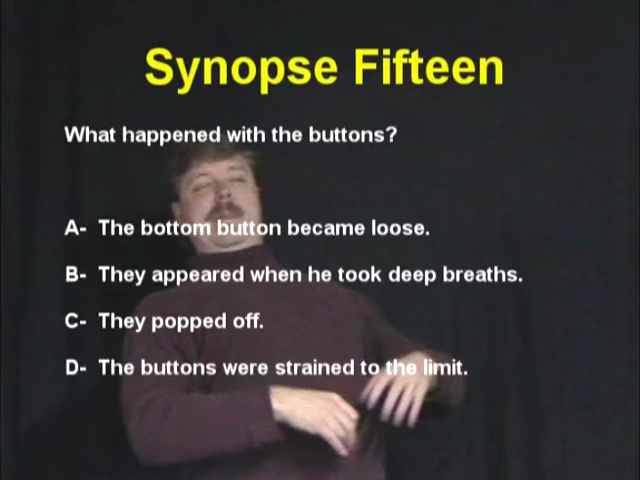 Synopse Fifteen
What happened with the buttons?
A- The bottom button became loose.
B- They appeared when he took deep breaths.
C- They popped off.
D- The buttons were strained to the limit.